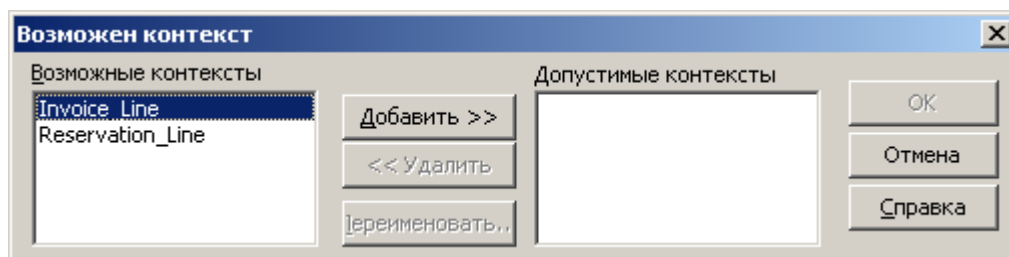 Возможен контекст
Возможные контексты
Invoice_Line
Reservation_Line
Добавить >>
<< Удалить
Переименовать..
Допустимые контексты
OK
Отмена
Справка